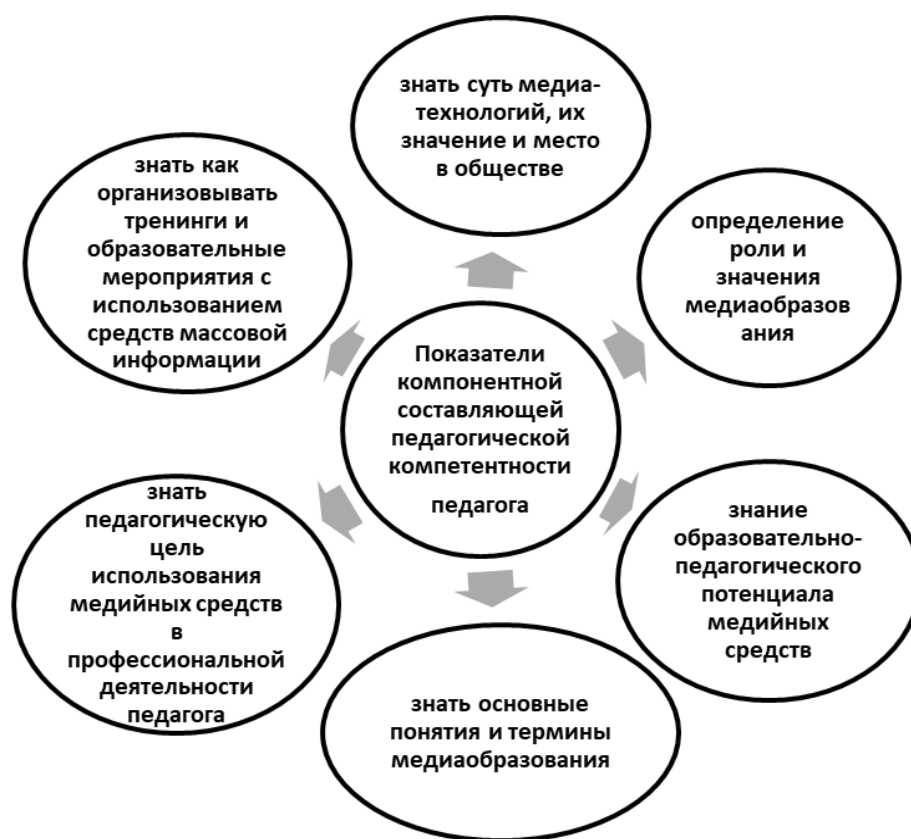 знать суть медиа-
технологий, их
значение и место
в обществе
знать как
организовывать
тренинги и
образовательные
мероприятия с
использованием
средств массовой
информации
определение
роли и
значения
медиаобразов
ания
Показатели
компонентной
составляющей
педагогической
компетентности
педагога
знать
педагогическую
цель
использования
медийных средств
в
профессиональной
деятельности
педагога
знание
образовательно-
педагогического
потенциала
медийных
средств
знать основные
понятия и термины
медиаобразования